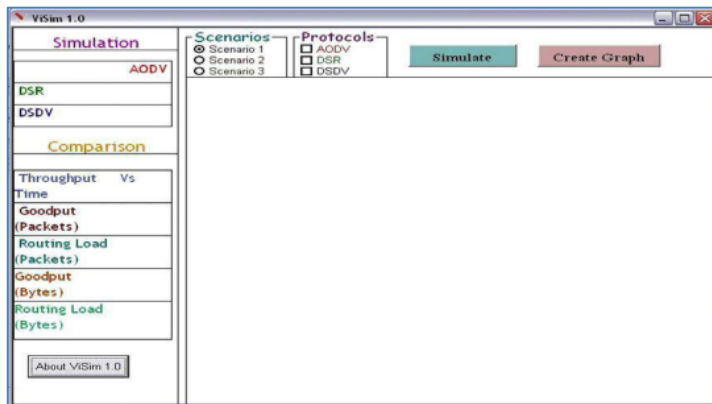 ViSim 1.0
Simulation
AODV
DSR
DSDV
Comparison
Throughput Vs
Time
Goodput
(Packets)
Routing Load
(Packets)
Goodput
(Bytes)
Routing Load
(Bytes)
About ViSim 1.0
Scenarios
Scenario 1
Scenario 2
Scenario 3
Protocols
AODV
DSR
DSDV
Simulate
Create Graph